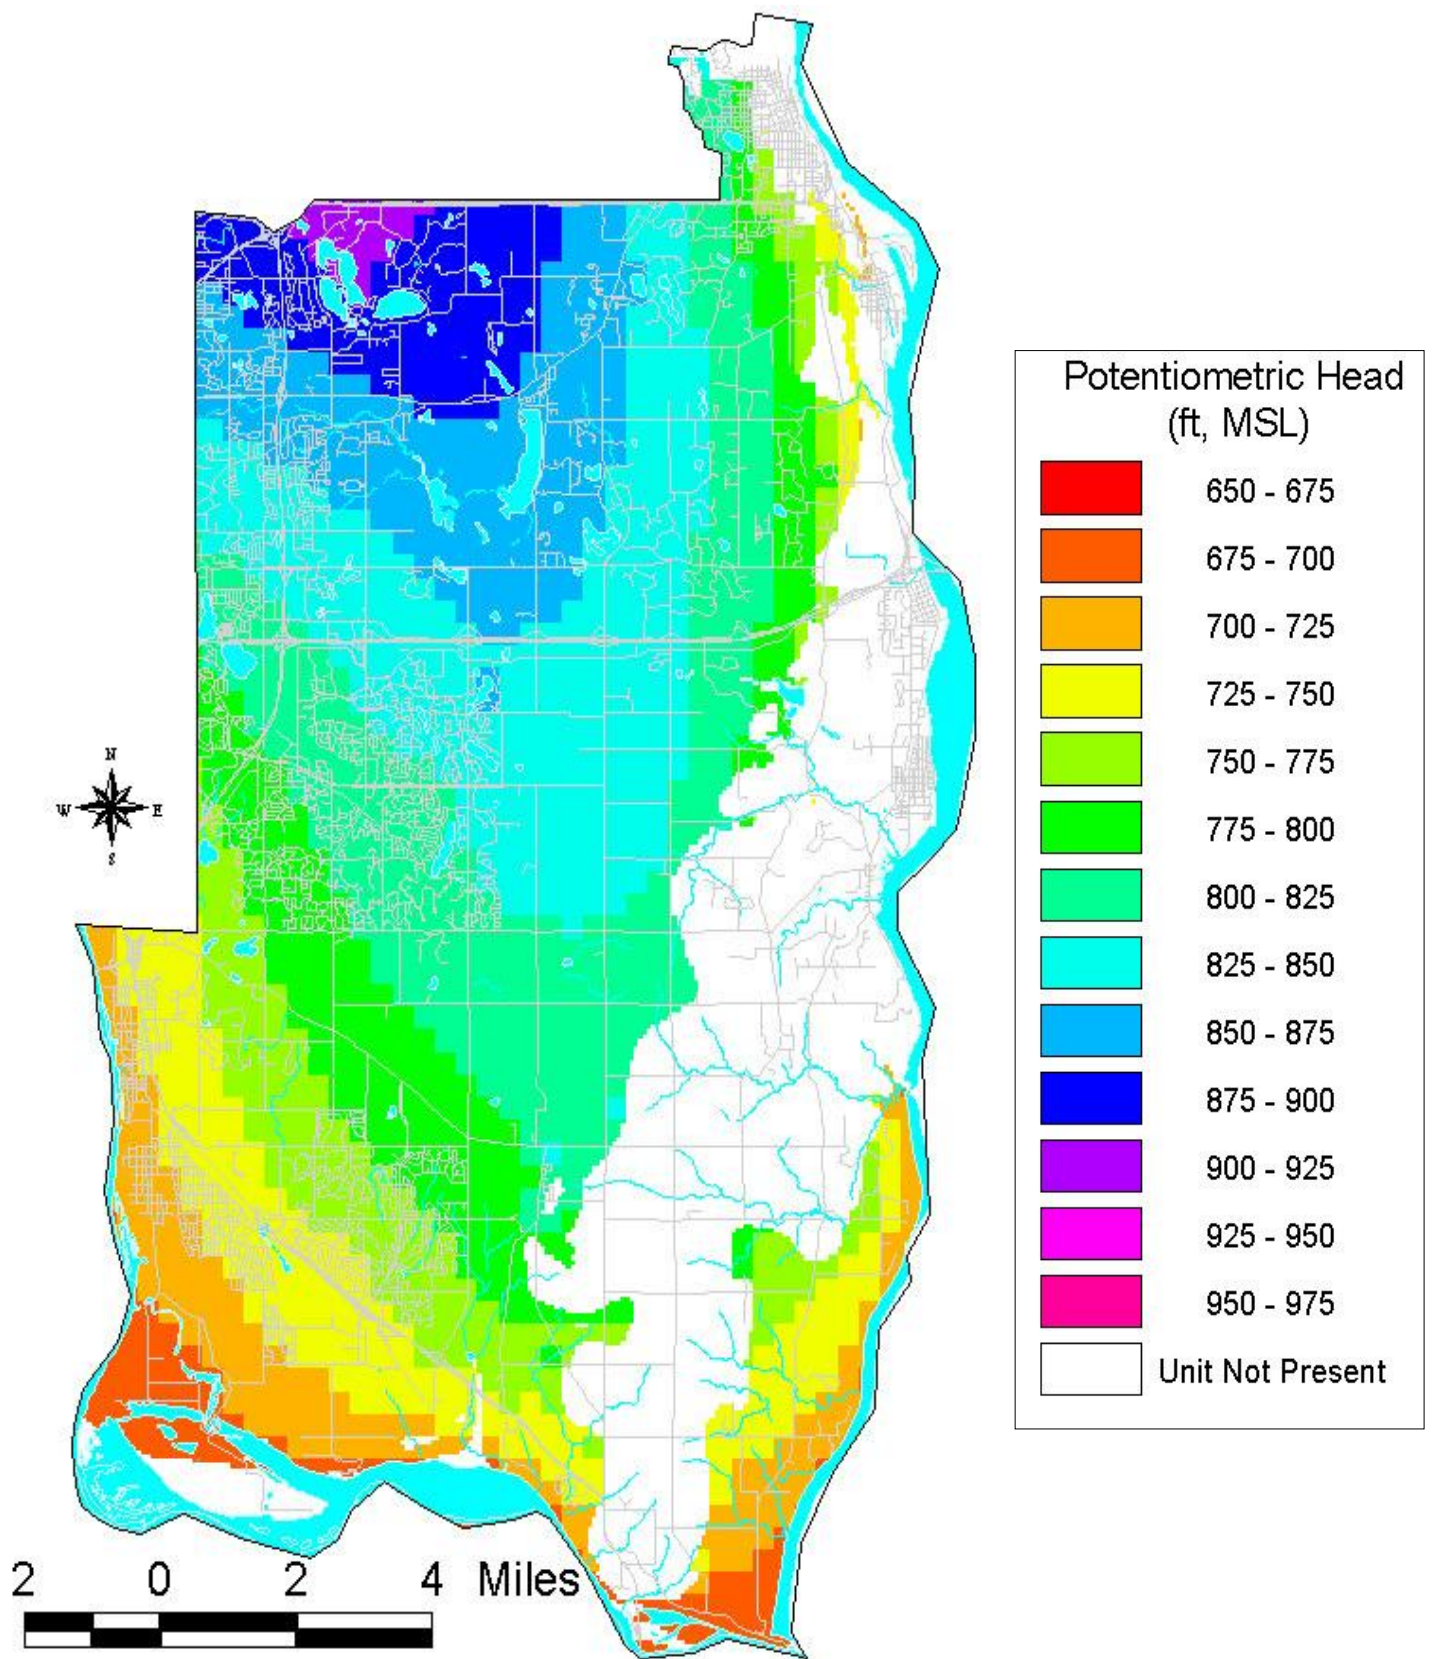 N
W E
S
Potentiometric Head
(ft, MSL)
650 - 675
675 - 700
700 - 725
725 - 750
750 - 775
775 - 800
800 - 825
825 - 850
850 - 875
875 - 900
900 - 925
925 - 950
950 - 975
Unit Not Present
2 0 2 4 Miles